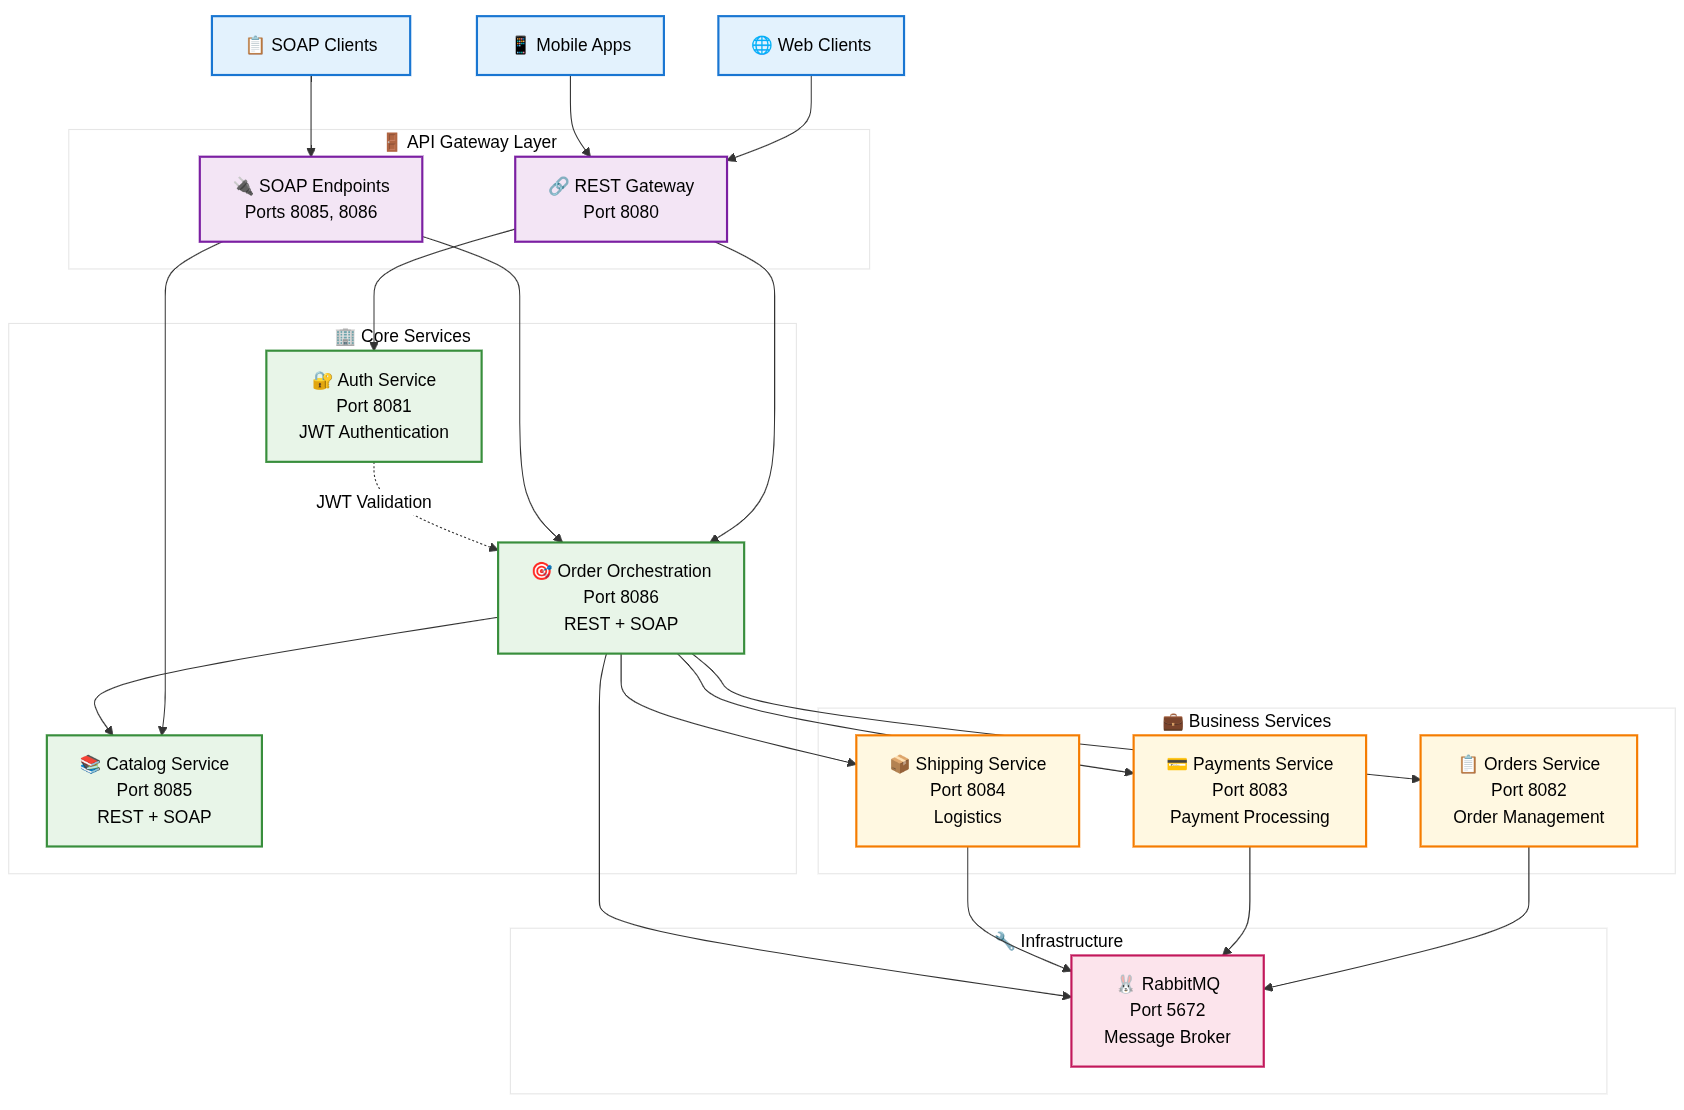 📋 SOAP Clients
📱 Mobile Apps
🌐 Web Clients
🚪 API Gateway Layer
🔌 SOAP Endpoints
Ports 8085, 8086
🔗 REST Gateway
Port 8080
🏢 Core Services
🔐 Auth Service
Port 8081
JWT Authentication
JWT Validation
🎯 Order Orchestration
Port 8086
REST + SOAP
📚 Catalog Service
Port 8085
REST + SOAP
💼 Business Services
📦 Shipping Service
Port 8084
Logistics
💳 Payments Service
Port 8083
Payment Processing
📋 Orders Service
Port 8082
Order Management
🔧 Infrastructure
🐰 RabbitMQ
Port 5672
Message Broker